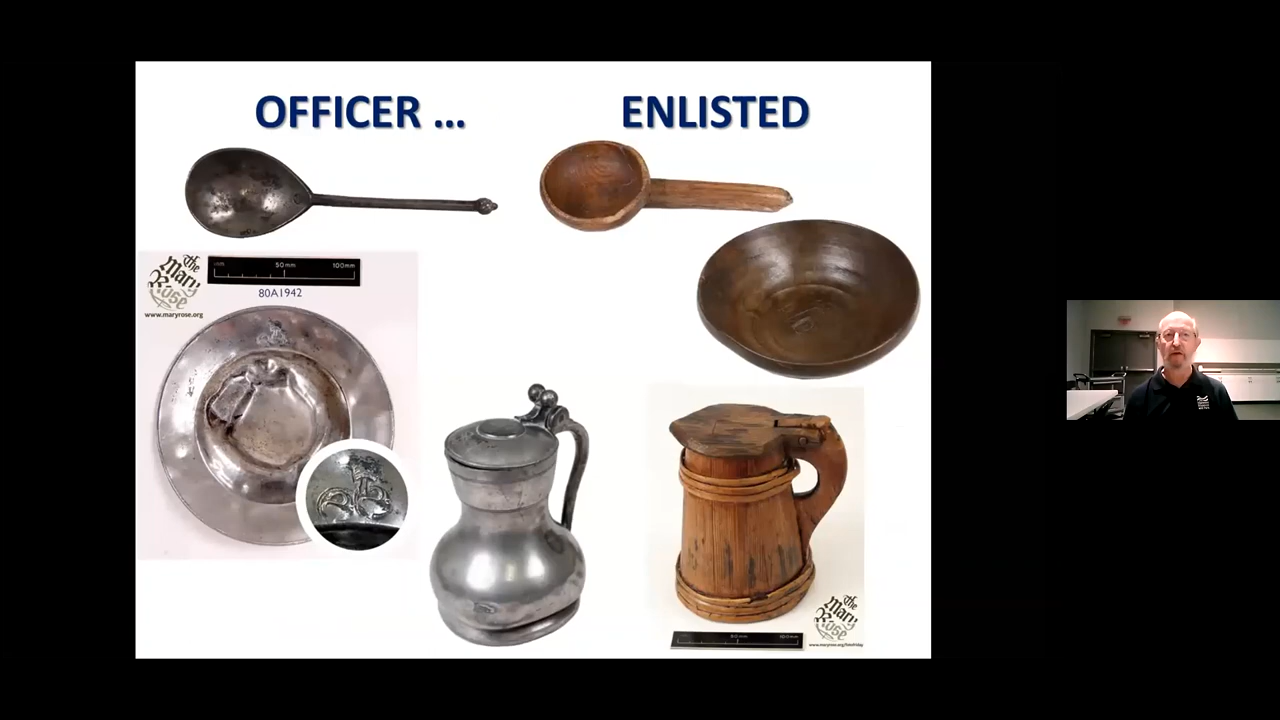 OFFICER ...
ENLISTED
the
Mary
Rose
www.maryrose.org
50mm
100mm
80A1942
the
Mary
Rose